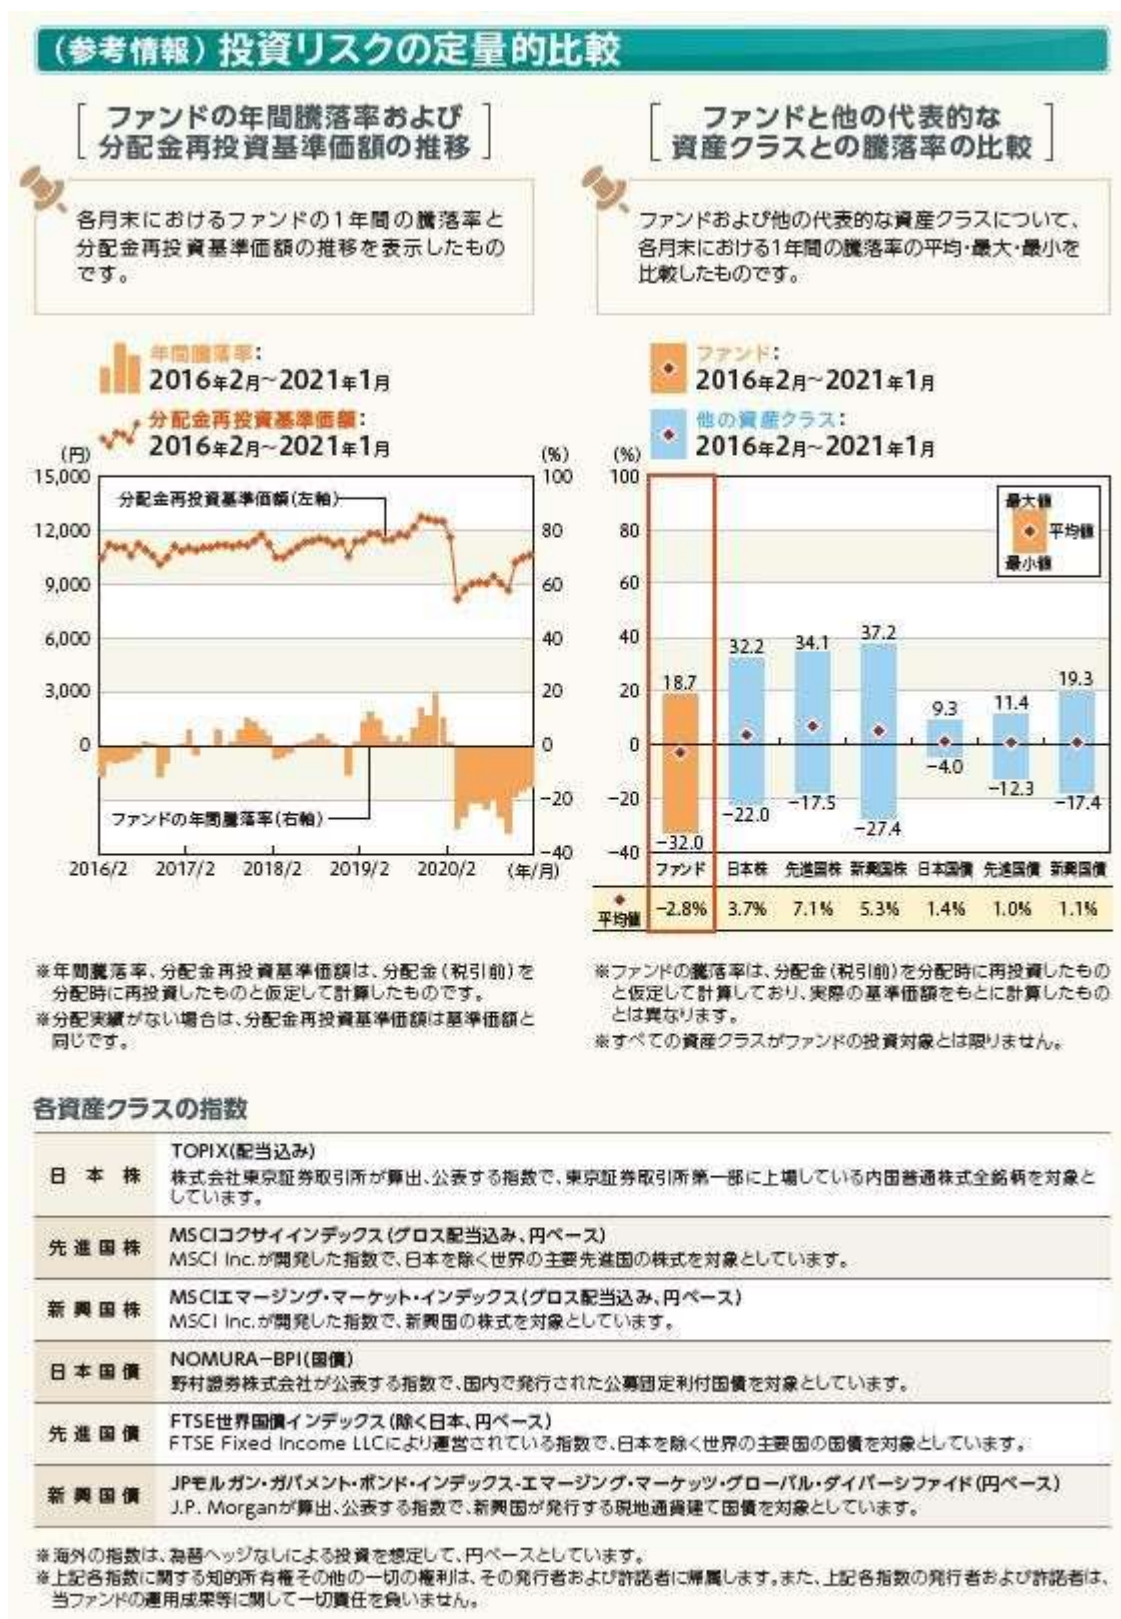 （参考情報）投資リスクの定量的比較
ファンドの年間騰落率および
分配金再投資基準価額の推移
各月末におけるファンドの1年間の騰落率と
分配金再投資基準価額の推移を表示したもの
です。
年間騰落率：
2016年2月～2021年1月
分配金再投資基準価額：
2016年2月～2021年1月
（円）
（%）
15,000
12,000
9,000
6,000
3,000
0
100
80
60
40
20
0
−20
−40
分配金再投資基準価額（左軸）
ファンドの年間騰落率（右軸）
2016/2 2017/2 2018/2 2019/2 2020/2 （年/月）
※年間騰落率、分配金再投資基準価額は、分配金（税引前）を
分配時に再投資したものと仮定して計算したものです。
※分配実績がない場合は、分配金再投資基準価額は基準価額と
同じです。
ファンドと他の代表的な
資産クラスとの騰落率の比較
ファンドおよび他の代表的な資産クラスについて、
各月末における1年間の騰落率の平均・最大・最小を
比較したものです。
ファンド：
2016年2月～2021年1月
他の資産クラス：
2016年2月～2021年1月
（%）
100
80
60
40
20
0
−20
−40
最大値
平均値
最小値
18.7 32.2 34.1 37.2 9.3 11.4 19.3
−32.0 −22.0 −17.5 −27.4 −4.0 −12.3 −17.4
ファンド 日本株 先進国株 新興国株 日本国債 先進国債 新興国債
平均値 −2.8% 3.7% 7.1% 5.3% 1.4% 1.0% 1.1%
※ファンドの騰落率は、分配金（税引前）を分配時に再投資したもの
と仮定して計算しており、実際の基準価額をもとに計算したもの
とは異なります。
※すべての資産クラスがファンドの投資対象とは限りません。
各資産クラスの指数
日本株
TOPIX(配当込み)
株式会社東京証券取引所が算出、公表する指数で、東京証券取引所第一部に上場している内国普通株式全銘柄を対象と
しています。
先進国株
MSCIコクサイインデックス（グロス配当込み、円ベース）
MSCI Inc.が開発した指数で、日本を除く世界の主要先進国の株式を対象としています。
新興国株
MSCIエマージング・マーケット・インデックス（グロス配当込み、円ベース）
MSCI Inc.が開発した指数で、新興国の株式を対象としています。
日本国債
NOMURA−BPI(国債)
野村證券株式会社が公表する指数で、国内で発行された公募固定利付国債を対象としています。
先進国債
FTSE世界国債インデックス（除く日本、円ベース）
FTSE Fixed Income LLCにより運営されている指数で、日本を除く世界の主要国の国債を対象としています。
新興国債
JPモルガン・ガバメント・ボンド・インデックス-エマージング・マーケッツ・グローバル・ダイバーシファイド（円ベース）
J.P. Morganが算出、公表する指数で、新興国が発行する現地通貨建て国債を対象としています。
※海外の指数は、為替ヘッジなしによる投資を想定して、円ベースとしています。
※上記各指数に関する知的所有権その他の一切の権利は、その発行者および許諾者に帰属します。また、上記各指数の発行者および許諾者は、
当ファンドの運用成果等に関して一切責任を負いません。